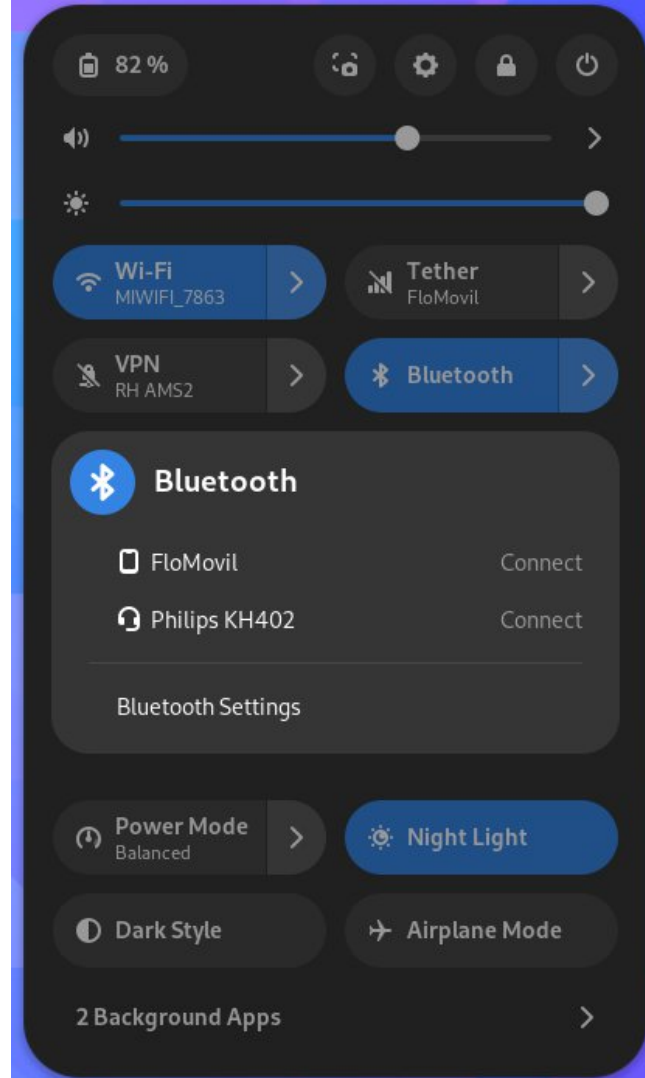 82 %
Wi-Fi
MIWIFI_7863
Tether
FloMovil
VPN
RH AMS2
Bluetooth
Bluetooth
FloMovil Connect
Philips KH402 Connect
Bluetooth Settings
Power Mode
Balanced
Night Light
Dark Style
Airplane Mode
2 Background Apps